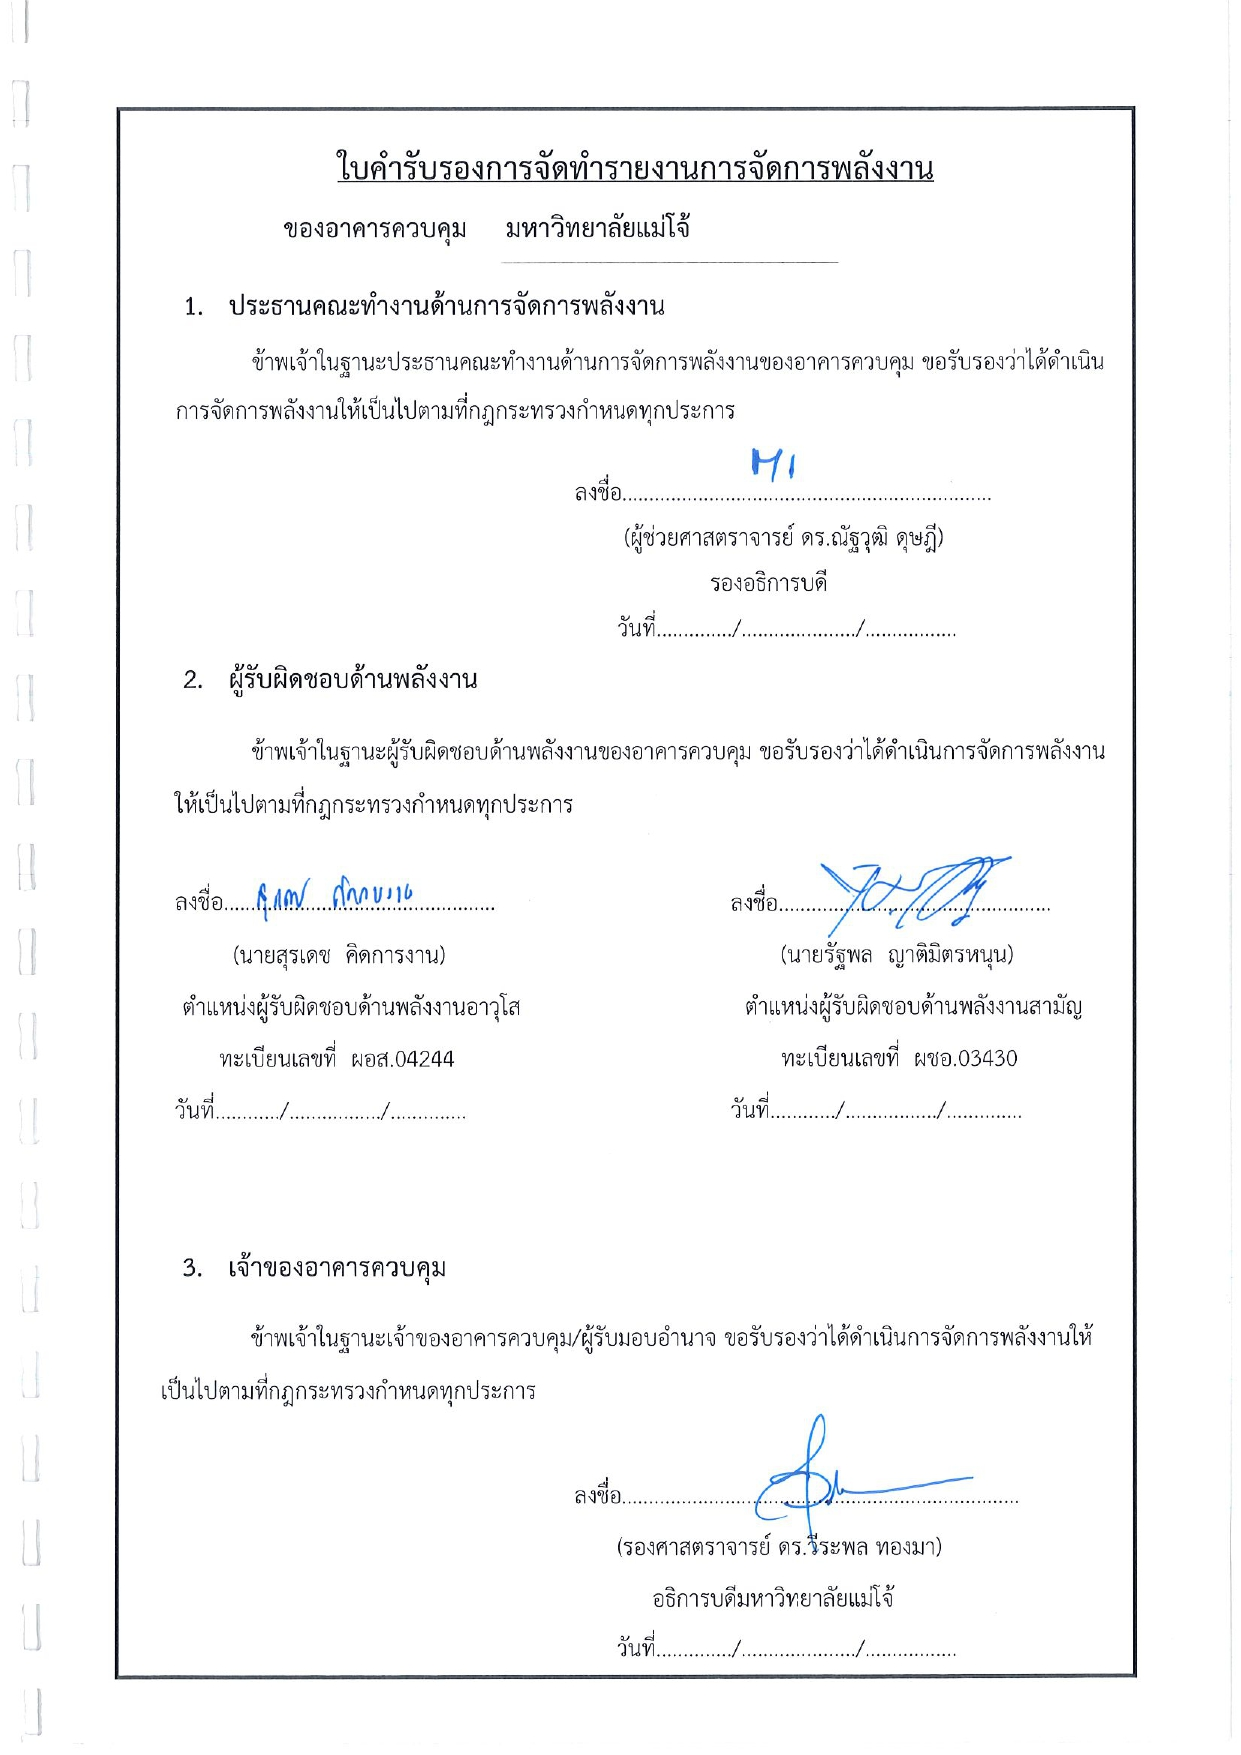 ใบคำรับรองการจัดทำรายงานการจัดการพลังงาน
ของอาคารควบคุม มหาวิทยาลัยแม่โจ้
1. ประธานคณะทำงานด้านการจัดการพลังงาน
ข้าพเจ้าในฐานะประธานคณะทำงานด้านการจัดการพลังงานของอาคารควบคุม ขอรับรองว่าได้ดำเนิน
การจัดการพลังงานให้เป็นไปตามที่กฎกระทรวงกำหนดทุกประการ
ลงชื่อ......................................................................
(ผู้ช่วยศาสตราจารย์ ดร.ณัฐวุฒิ ดุษฎี)
รองอธิการบดี
วันที่............../...................../.................
2. ผู้รับผิดชอบด้านพลังงาน
ข้าพเจ้าในฐานะผู้รับผิดชอบด้านพลังงานของอาคารควบคุม ขอรับรองว่าได้ดำเนินการจัดการพลังงาน
ให้เป็นไปตามที่กฎกระทรวงกำหนดทุกประการ
ลงชื่อ.................................................. ลงชื่อ..................................................
(นายสุรเดช คิดการงาน) (นายรัฐพล ญาติมิตรหนุน)
ตำแหน่งผู้รับผิดชอบด้านพลังงานอาวุโส ตำแหน่งผู้รับผิดชอบด้านพลังงานสามัญ
ทะเบียนเลขที่ ผอส.04244 ทะเบียนเลขที่ ผชอ.03430
วันที่............/................./.............. วันที่............/................./..............
3. เจ้าของอาคารควบคุม
ข้าพเจ้าในฐานะเจ้าของอาคารควบคุม/ผู้รับมอบอำนาจ ขอรับรองว่าได้ดำเนินการจัดการพลังงานให้
เป็นไปตามที่กฎกระทรวงกำหนดทุกประการ
ลงชื่อ..........................................................................
(รองศาสตราจารย์ ดร.วีระพล ทองมา)
อธิการบดีมหาวิทยาลัยแม่โจ้
วันที่............../...................../.................